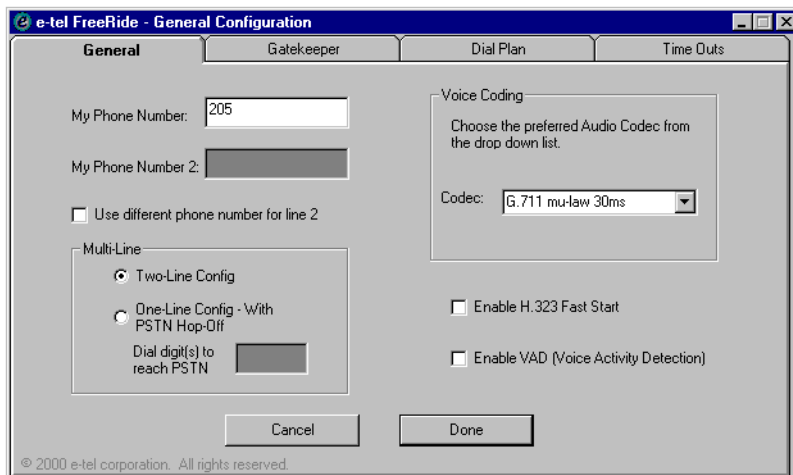 e-tel FreeRide - General Configuration
General
Gatekeeper
Dial Plan
Time Outs
My Phone Number:
205
My Phone Number 2:
Use different phone number for line 2
Multi-Line
Two-Line Config
One-Line Config - With
PSTN Hop-Off
Dial digit(s) to
reach PSTN
Voice Coding
Choose the preferred Audio Codec from
the drop down list.
Codec:
G.711 mu-law 30ms
Enable H.323 Fast Start
Enable VAD (Voice Activity Detection)
Cancel
Done
© 2000 e-tel corporation. All rights reserved.